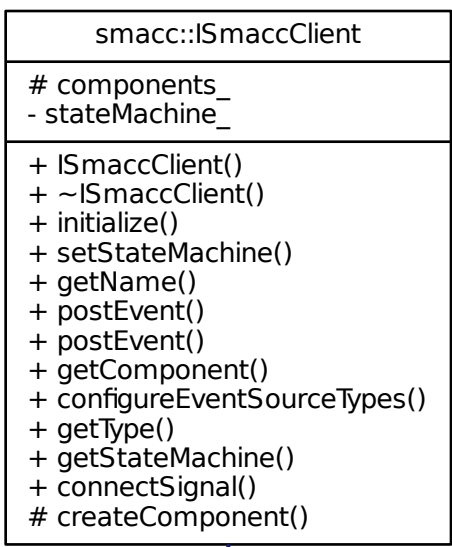 smacc::ISmaccClient
# components_
- stateMachine_
+ ISmaccClient()
+ ~ISmaccClient()
+ initialize()
+ setStateMachine()
+ getName()
+ postEvent()
+ postEvent()
+ getComponent()
+ configureEventSourceTypes()
+ getType()
+ getStateMachine()
+ connectSignal()
# createComponent()